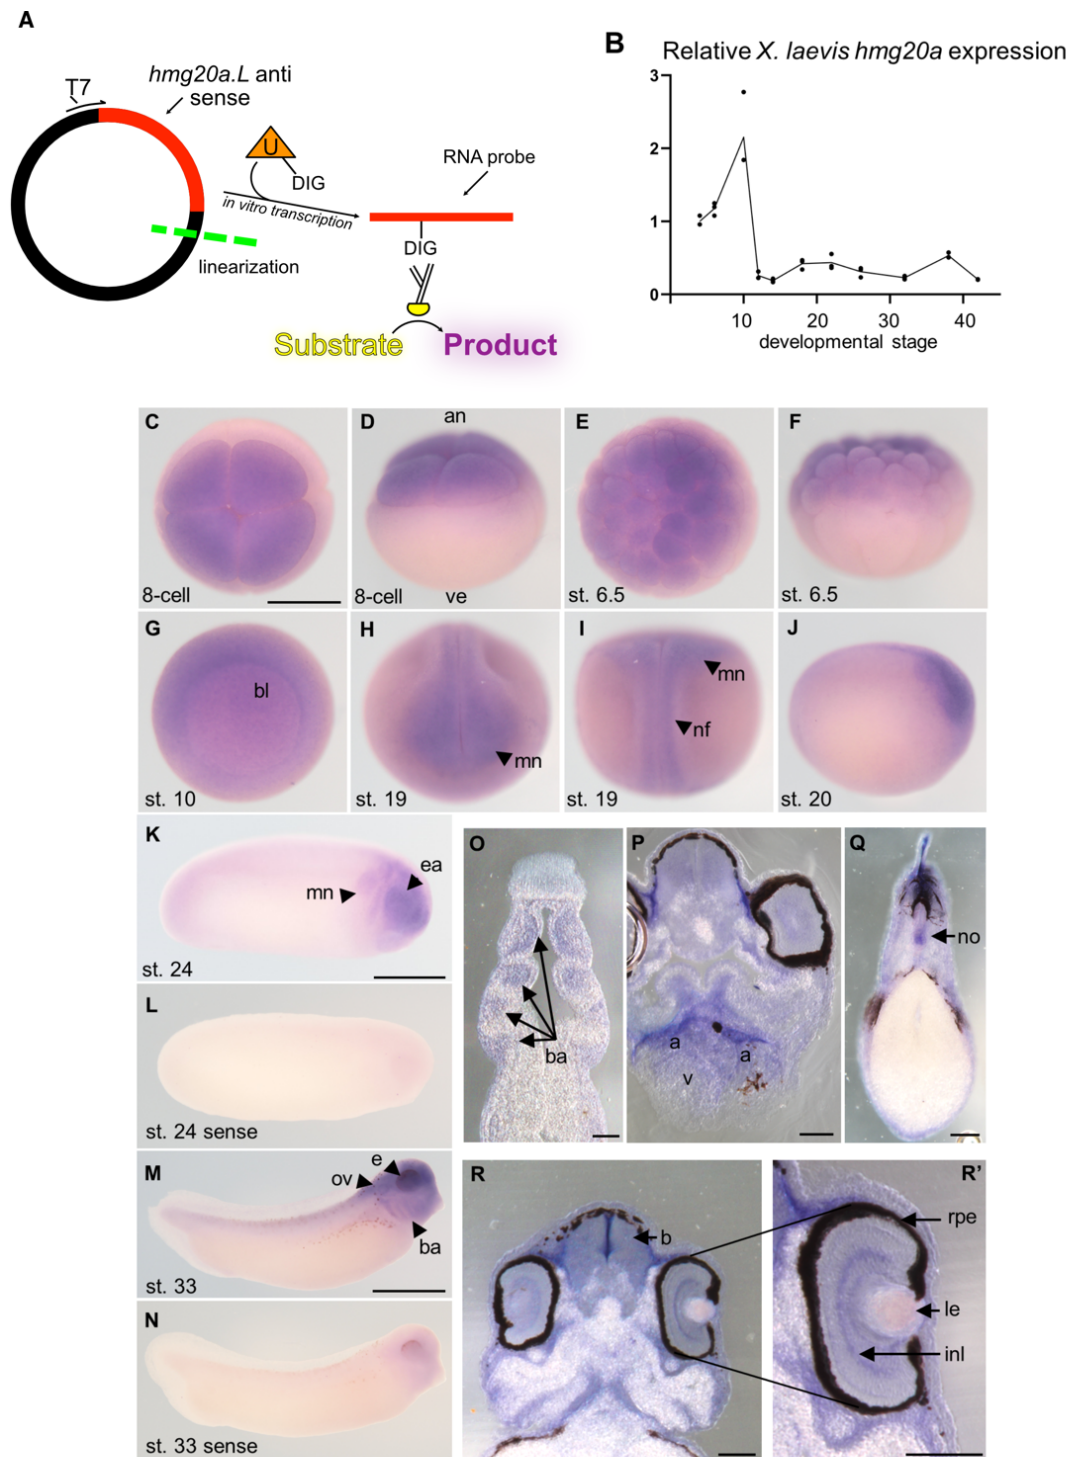 A
T7
hmg20a.L anti
sense
U
DIG
in vitro transcription
RNA probe
DIG
linearization
Substrate
Product
B
Relative X. laevis hmg20a expression
3
2
1
0
10
20
30
40
developmental stage
C
8-cell
D
an
8-cell
ve
E
st. 6.5
F
st. 6.5
G
bl
st. 10
H
mn
st. 19
I
mn
nf
st. 19
J
st. 20
K
ea
mn
st. 24
L
st. 24 sense
M
e
ov
ba
st. 33
N
st. 33 sense
O
ba
P
a
a
v
Q
no
R
b
R'
rpe
le
inl